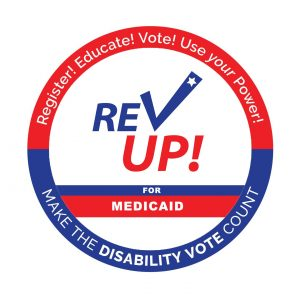 Register! Educate! Vote! Use your Power!
REV
UP!
FOR
MEDICAID
MAKE THE DISABILITY VOTE COUNT